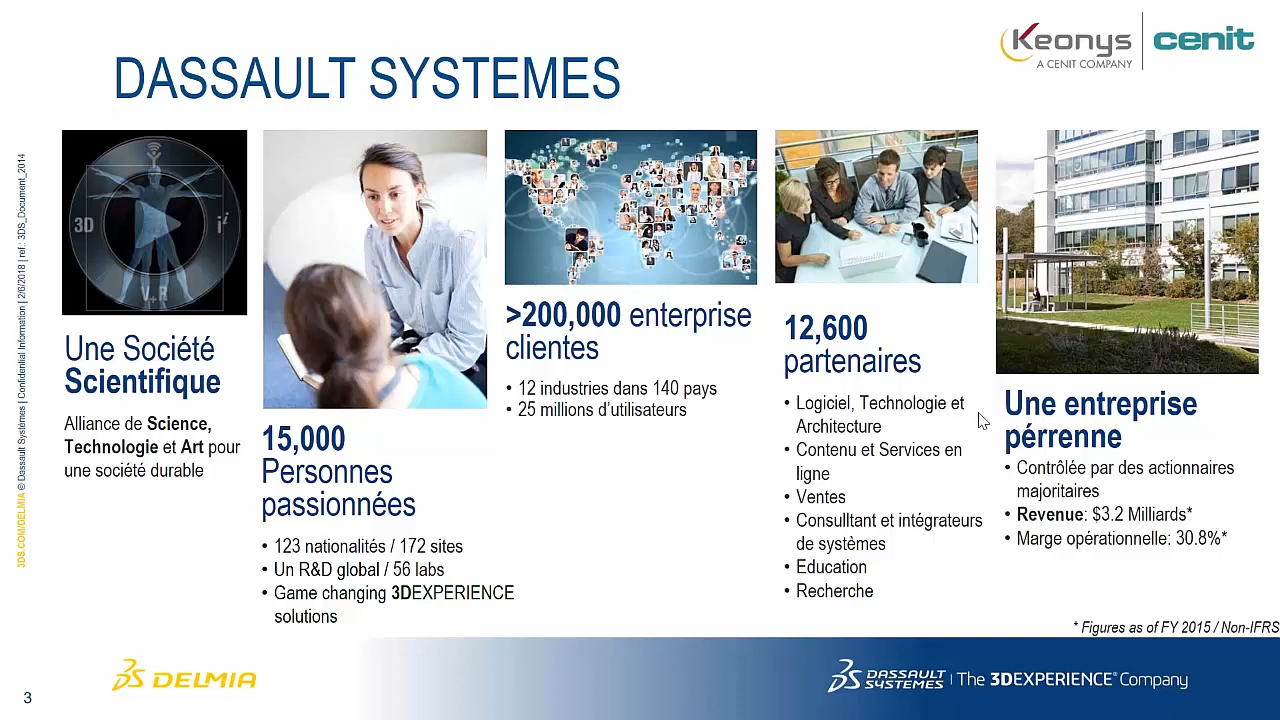 Keonys
A CENIT COMPANY
cenit
DASSAULT SYSTEMES
3DS.COM/DELMIA © Dassault Systèmes | Confidential Information | 2/6/2018 | ref.: 3DS_Document_2014
3D
i
V+R
Une Société
Scientifique
Alliance de Science,
Technologie et Art pour
une société durable
15,000
Personnes
passionnées
• 123 nationalités / 172 sites
• Un R&D global / 56 labs
• Game changing 3DEXPERIENCE
solutions
>200,000 enterprise
clientes
• 12 industries dans 140 pays
• 25 millions d'utilisateurs
12,600
partenaires
• Logiciel, Technologie et
Architecture
• Contenu et Services en
ligne
• Ventes
• Consulltant et intégrateurs
de systèmes
• Education
• Recherche
Une entreprise
pérrenne
• Contrôlée par des actionnaires
majoritaires
• Revenue: $3.2 Milliards*
• Marge opérationnelle: 30.8%*
* Figures as of FY 2015 / Non-IFRS
3
DELMIA
DASSAULT
SYSTEMES
The 3DEXPERIENCE® Company